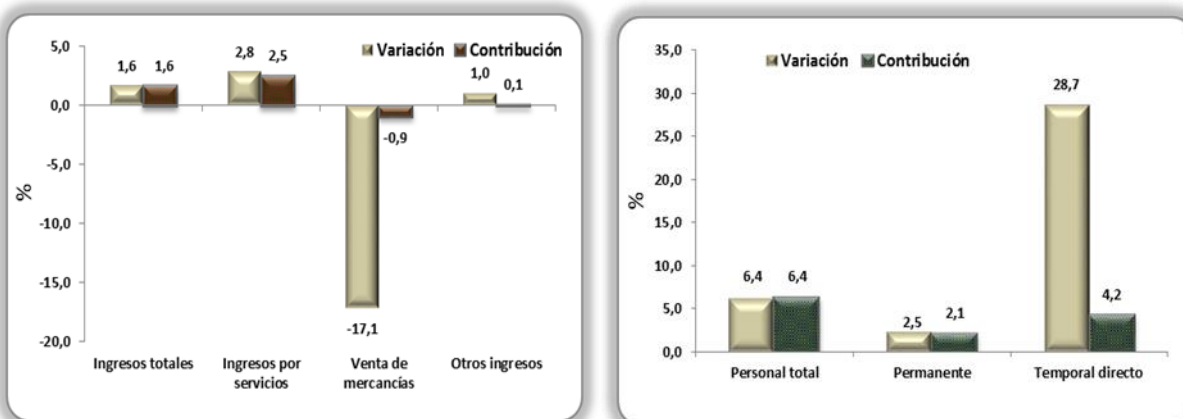 5,0
0,0
-5,0
-10,0
-15,0
-20,0
%
Variación Contribución
1,6 1,6
2,8 2,5
-17,1 -0,9
1,0 0,1
Ingresos totales
Ingresos por
servicios
Venta de
mercancías
Otros ingresos
35,0
30,0
25,0
20,0
15,0
10,0
5,0
0,0
%
Variación Contribución
6,4 6,4
2,5 2,1
28,7 4,2
Personal total
Permanente
Temporal directo